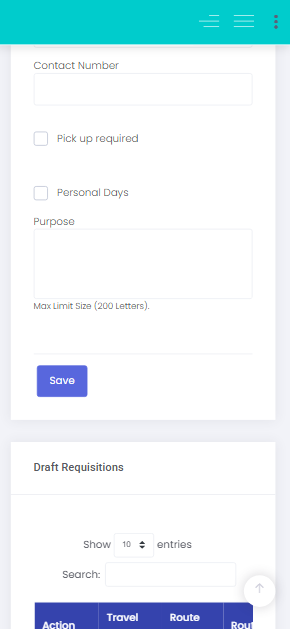 Contact Number
Pick up required
Personal Days
Purpose
Max Limit Size (200 Letters).
Save
Draft Requisitions
Show 10 entries
Search:
Action Travel Route Rout